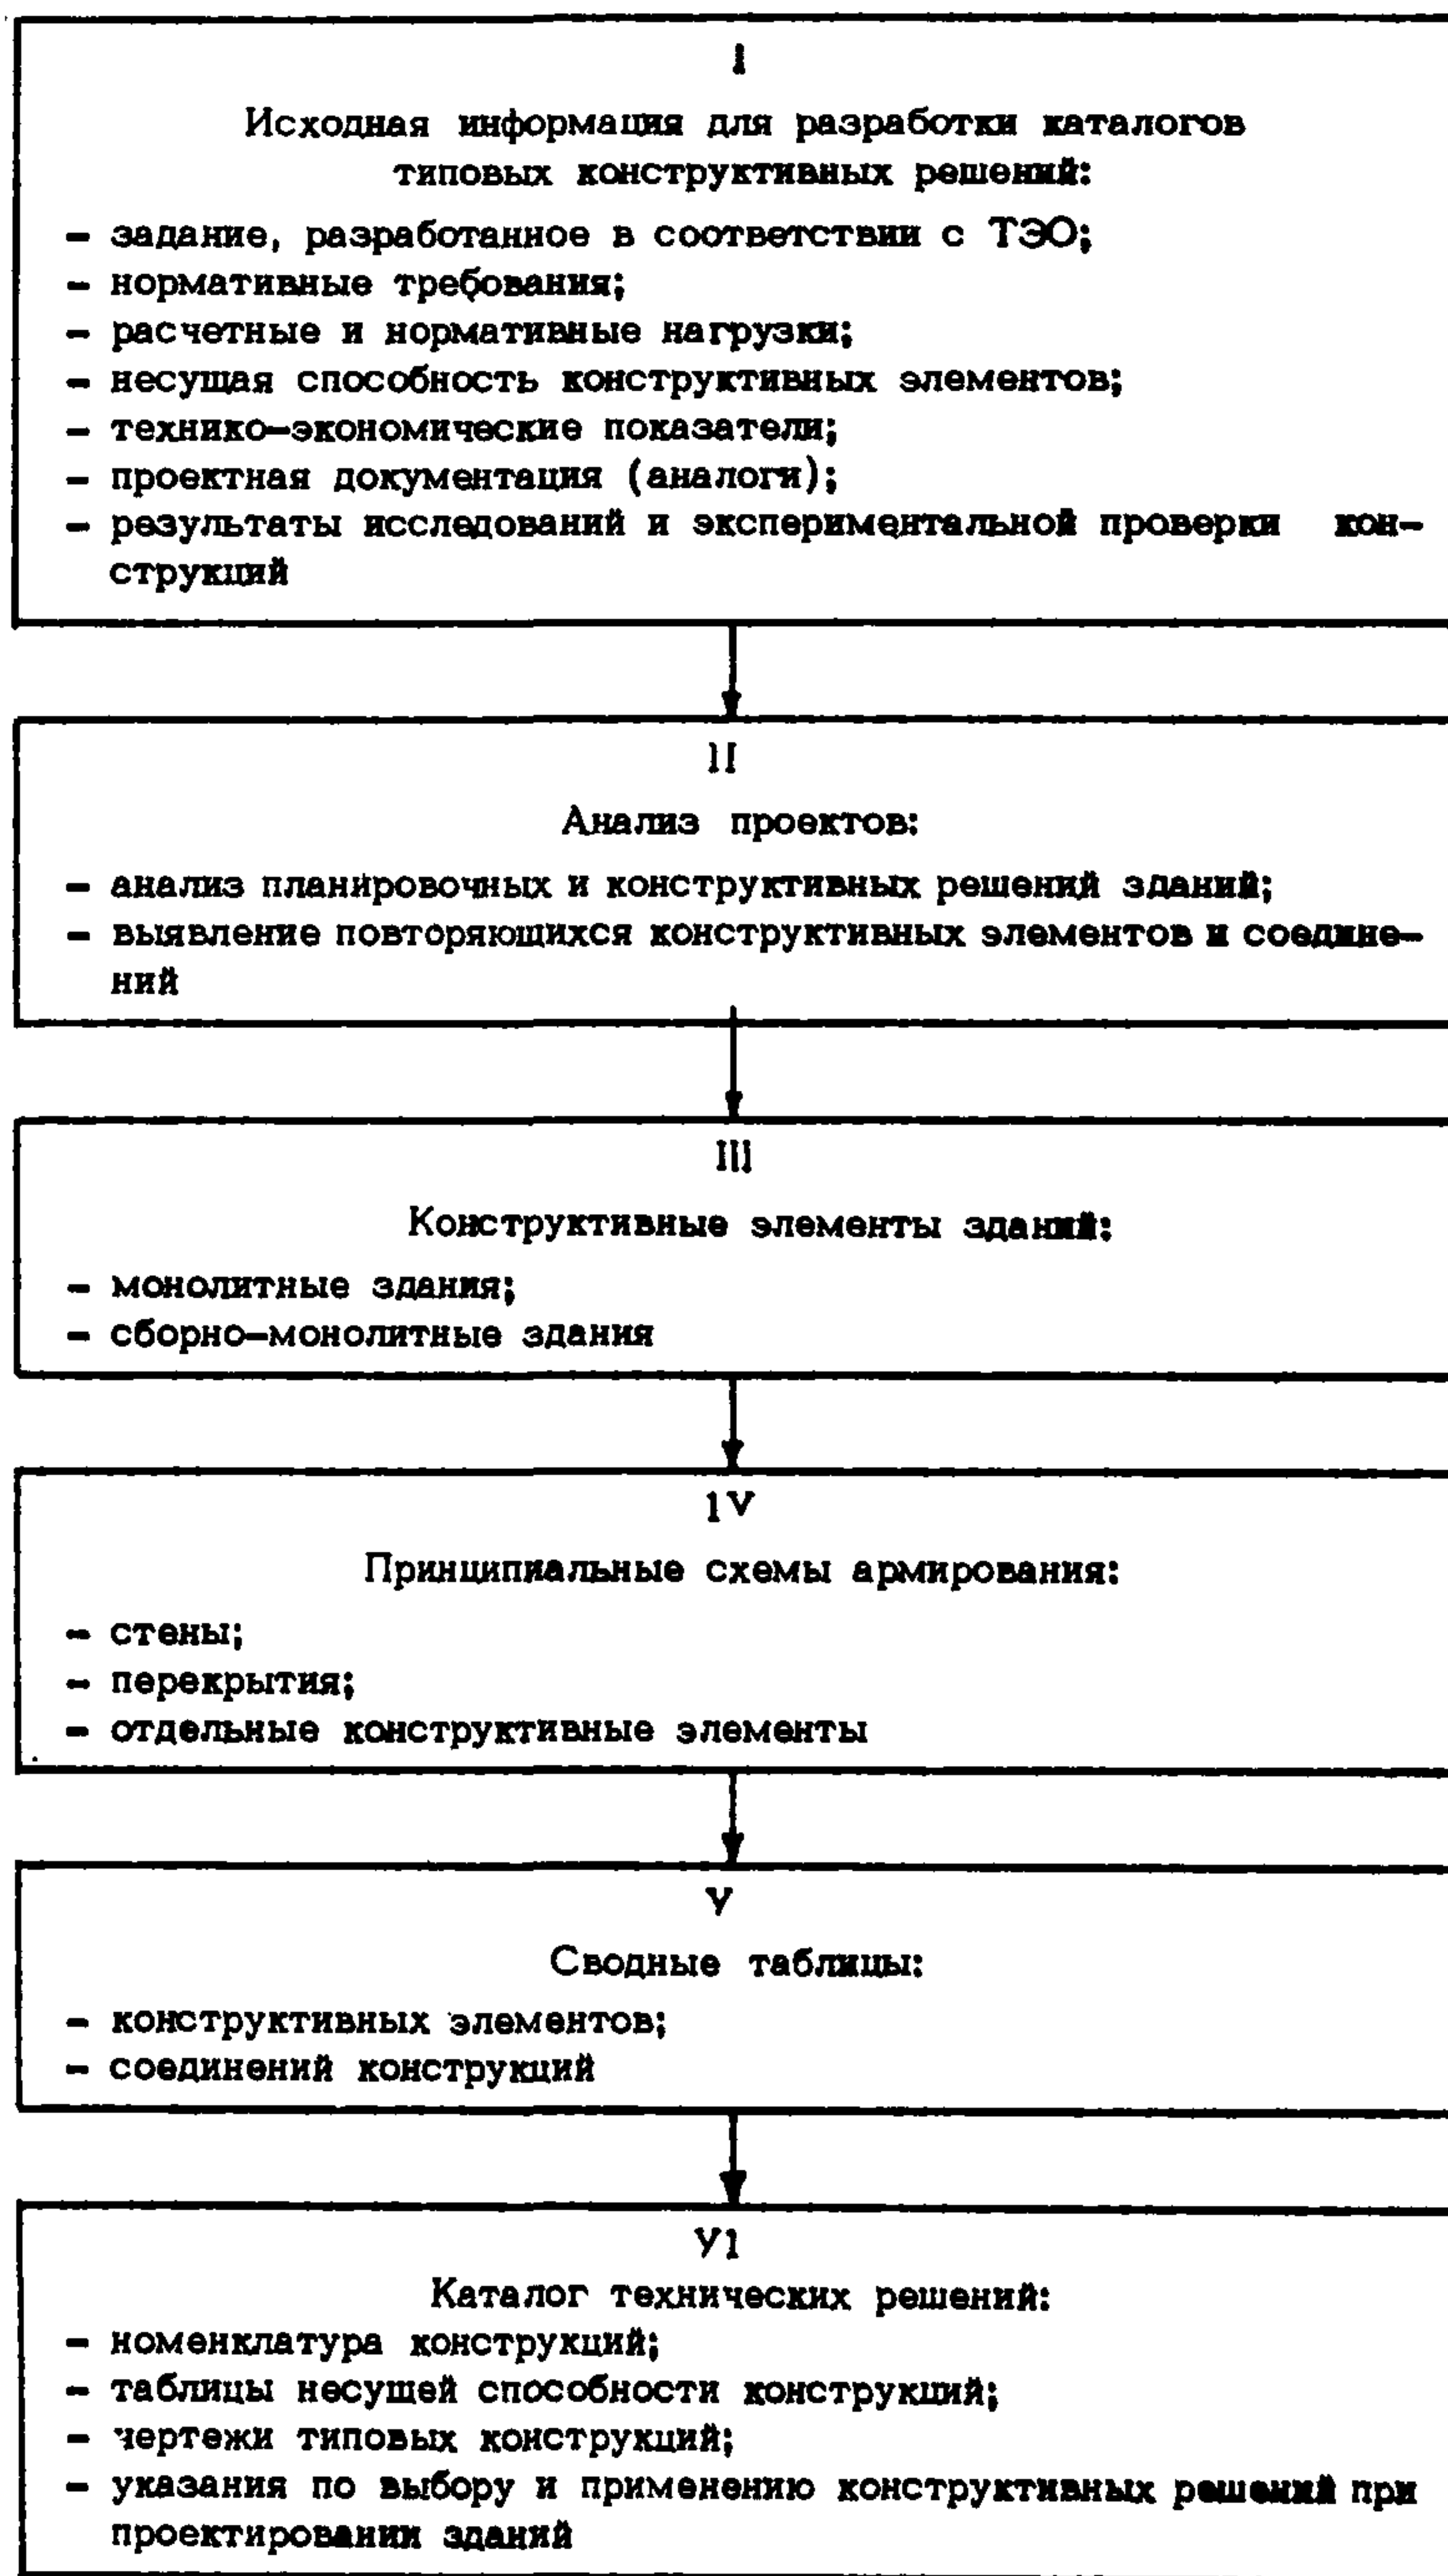 I
Исходная информация для разработки каталогов
типовых конструктивных решений:
– задание, разработанное в соответствии с ТЭО;
– нормативные требования;
– расчетные и нормативные нагрузки;
– несущая способность конструктивных элементов;
– технико-экономические показатели;
– проектная документация (аналоги);
– результаты исследований и экспериментальной проверки кон-
струкций
II
Анализ проектов:
– анализ планировочных и конструктивных решений зданий;
– выявление повторяющихся конструктивных элементов и соедине-
ний
III
Конструктивные элементы зданий:
– монолитные здания;
– сборно-монолитные здания
IV
Принципиальные схемы армирования:
– стены;
– перекрытия;
– отдельные конструктивные элементы
У
Сводные таблицы:
– конструктивных элементов;
– соединений конструкций
У1
Каталог технических решений:
– номенклатура конструкций;
– таблицы несущей способности конструкций;
– чертежи типовых конструкций;
– указания по выбору и применению конструктивных решений при
проектировании зданий